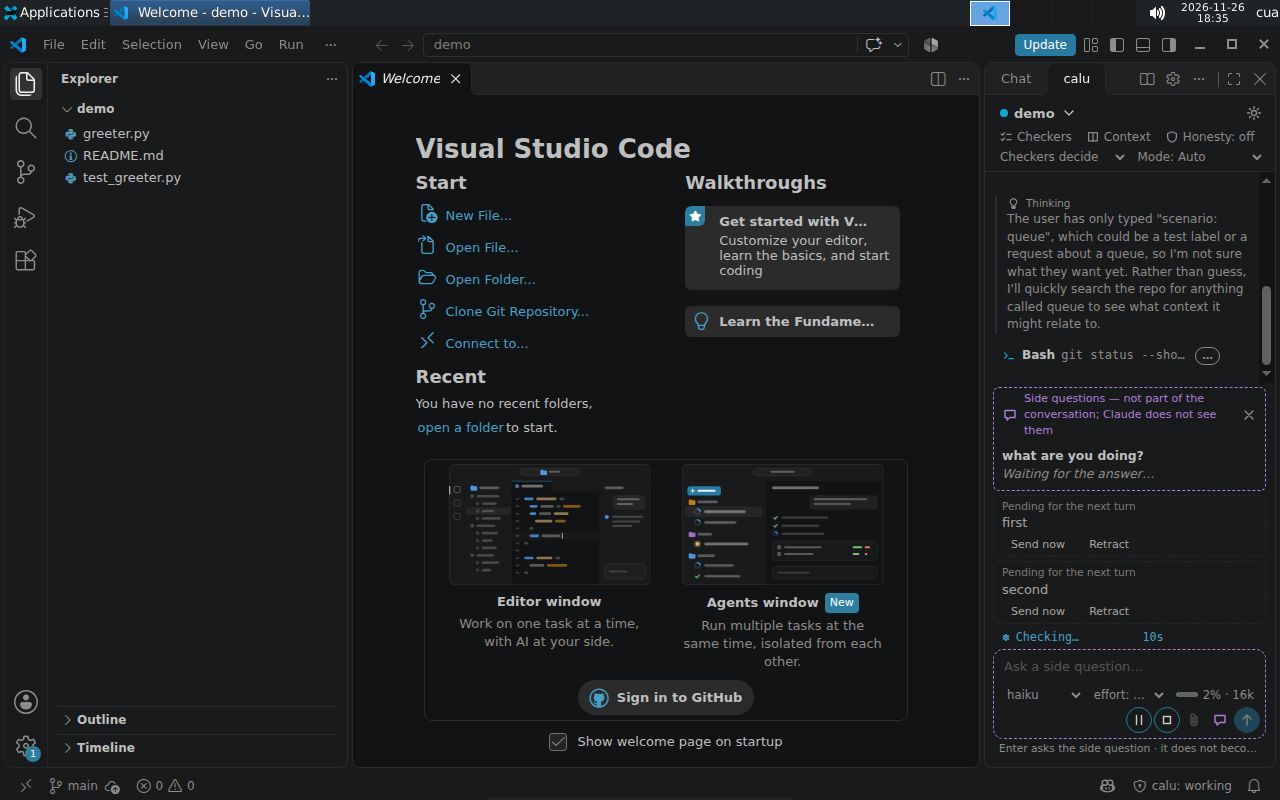 Applications
Welcome - demo - Visua...
2026-11-26
18:35
cua
File Edit Selection View Go Run ...
demo
Update
Explorer
demo
greeter.py
README.md
test_greeter.py
Outline
Timeline
1
Welcome
Visual Studio Code
Start
New File...
Open File...
Open Folder...
Clone Git Repository...
Connect to...
Recent
You have no recent folders,
open a folder to start.
Walkthroughs
Get started with V...
Customize your editor,
learn the basics, and start
coding
Learn the Fundame...
Editor window
Work on one task at a time,
with AI at your side.
Agents window New
Run multiple tasks at the
same time, isolated from each
other.
Sign in to GitHub
Show welcome page on startup
Chat calu
demo
Checkers Context Honesty: off
Checkers decide Mode: Auto
Thinking
The user has only typed "scenario:
queue", which could be a test label or a
request about a queue, so I'm not sure
what they want yet. Rather than guess,
I'll quickly search the repo for anything
called queue to see what context it
might relate to.
Bash git status --sho... ...
Side questions — not part of the
conversation; Claude does not see
them
what are you doing?
Waiting for the answer...
Pending for the next turn
first
Send now Retract
Pending for the next turn
second
Send now Retract
Checking... 10s
Ask a side question...
haiku effort: ... 2% · 16k
Enter asks the side question · it does not beco...
main 0 0
calu: working